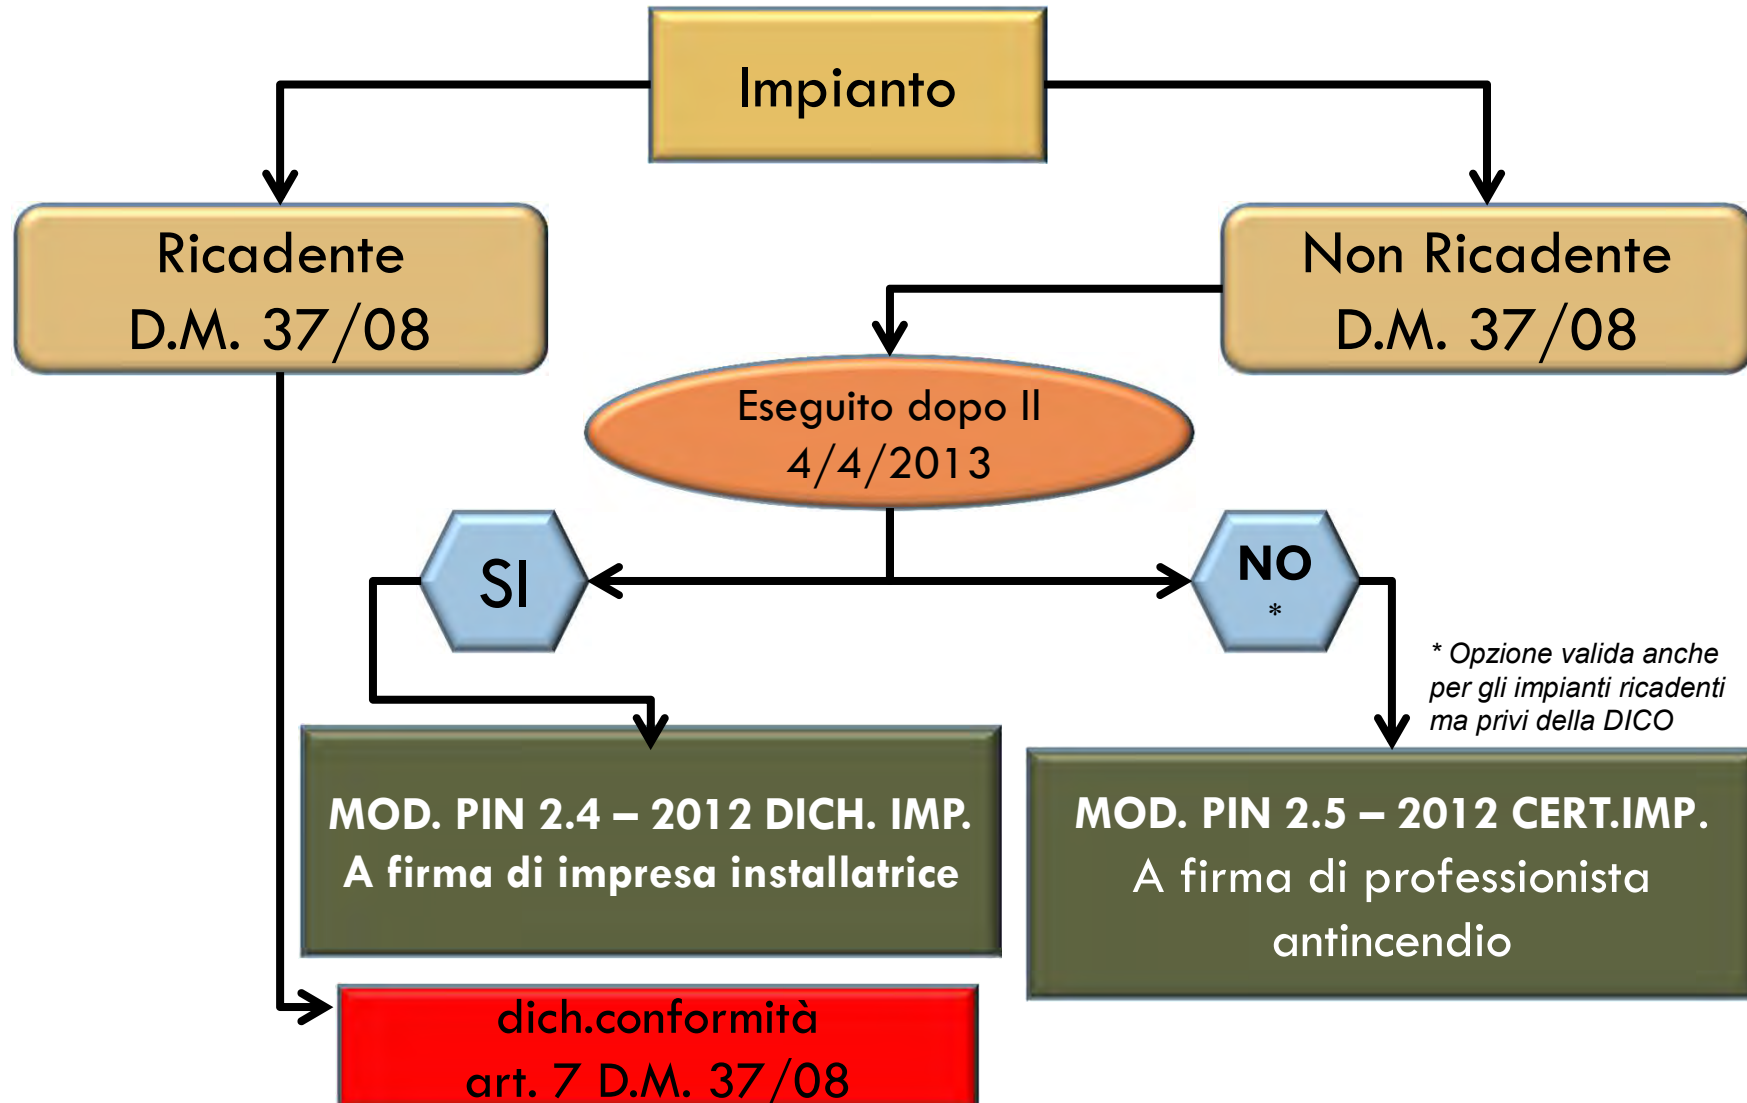 Impianto
Ricadente
D.M. 37/08
Non Ricadente
D.M. 37/08
Eseguito dopo Il
4/4/2013
SI
NO
*
* Opzione valida anche
per gli impianti ricadenti
ma privi della DICO
MOD. PIN 2.4 – 2012 DICH. IMP.
A firma di impresa installatrice
MOD. PIN 2.5 – 2012 CERT.IMP.
A firma di professionista
antincendio
dich.conformità
art. 7 D.M. 37/08